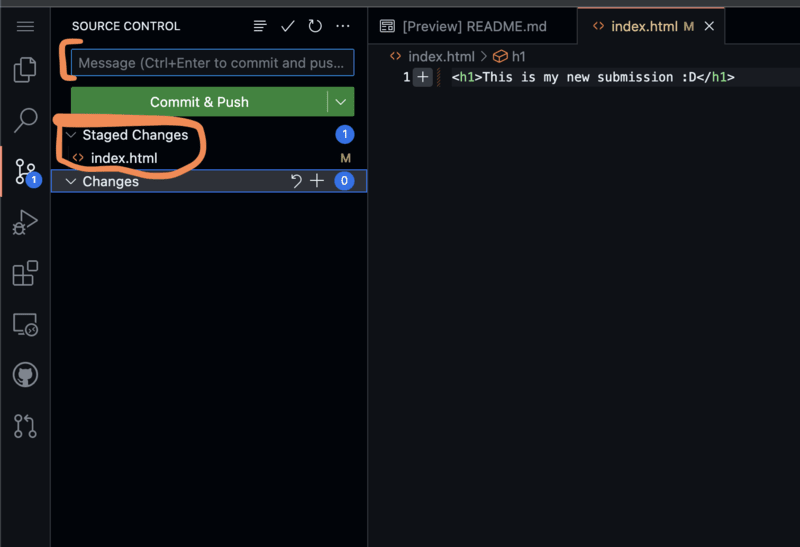 SOURCE CONTROL
Message (Ctrl+Enter to commit and pus...
Commit & Push
Staged Changes 1
index.html M
Changes 0
1
[Preview] README.md
index.html M
index.html > h1
1 + <h1>This is my new submission :D</h1>